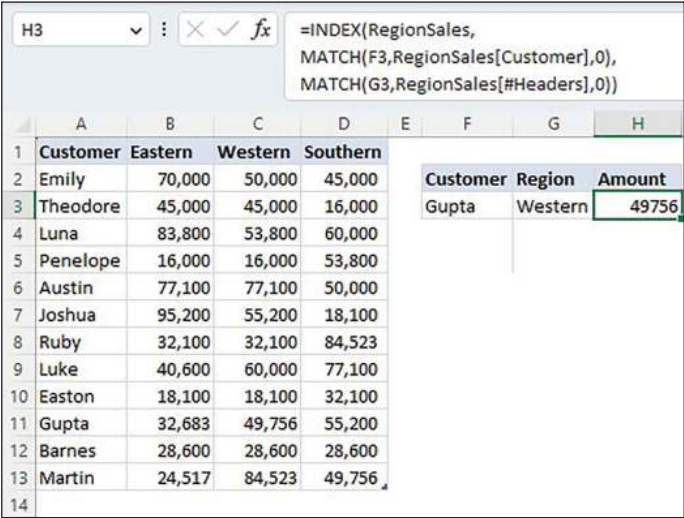 H3 fx =INDEX(RegionSales,
MATCH(F3,RegionSales[Customer],0),
MATCH(G3,RegionSales[#Headers],0))
A B C D E F G H
1 Customer Eastern Western Southern
2 Emily 70,000 50,000 45,000 Customer Region Amount
3 Theodore 45,000 45,000 16,000 Gupta Western 49756
4 Luna 83,800 53,800 60,000
5 Penelope 16,000 16,000 53,800
6 Austin 77,100 77,100 50,000
7 Joshua 95,200 55,200 18,100
8 Ruby 32,100 32,100 84,523
9 Luke 40,600 60,000 77,100
10 Easton 18,100 18,100 32,100
11 Gupta 32,683 49,756 55,200
12 Barnes 28,600 28,600 28,600
13 Martin 24,517 84,523 49,756
14